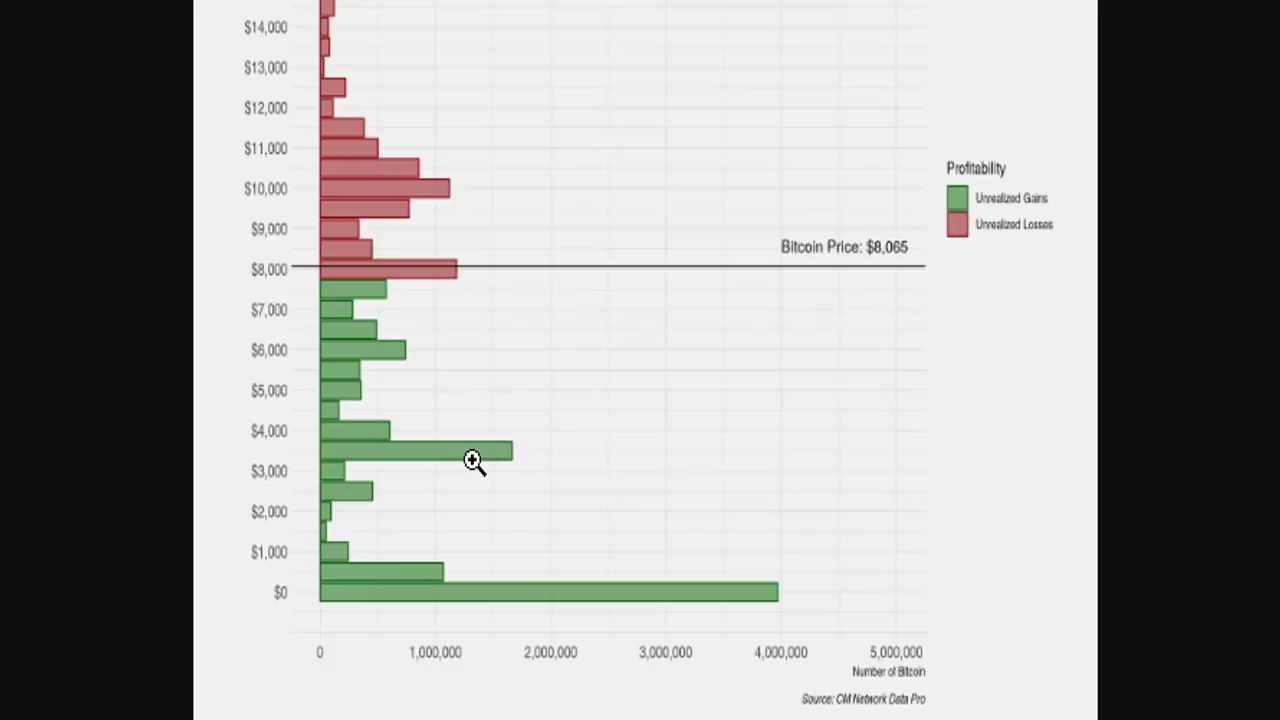 $14,000
$13,000
$12,000
$11,000
$10,000
$9,000
$8,000
$7,000
$6,000
$5,000
$4,000
$3,000
$2,000
$1,000
$0
Bitcoin Price: $8,065
Profitability
Unrealized Gains
Unrealized Losses
0 1,000,000 2,000,000 3,000,000 4,000,000 5,000,000
Number of Bitcoin
Source: CM Network Data Pro